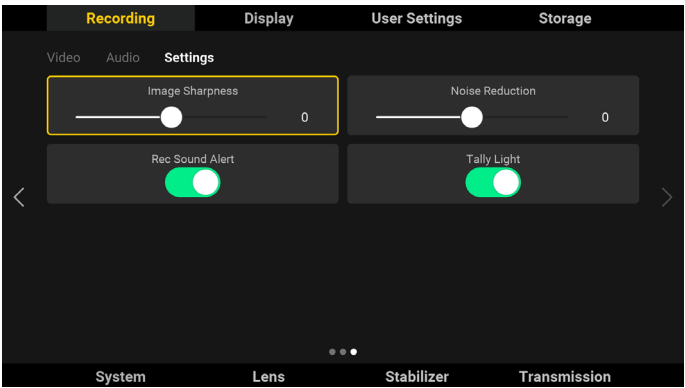 Recording Display User Settings Storage
Video Audio Settings
Image Sharpness Noise Reduction
0 0
Rec Sound Alert Tally Light
System Lens Stabilizer Transmission